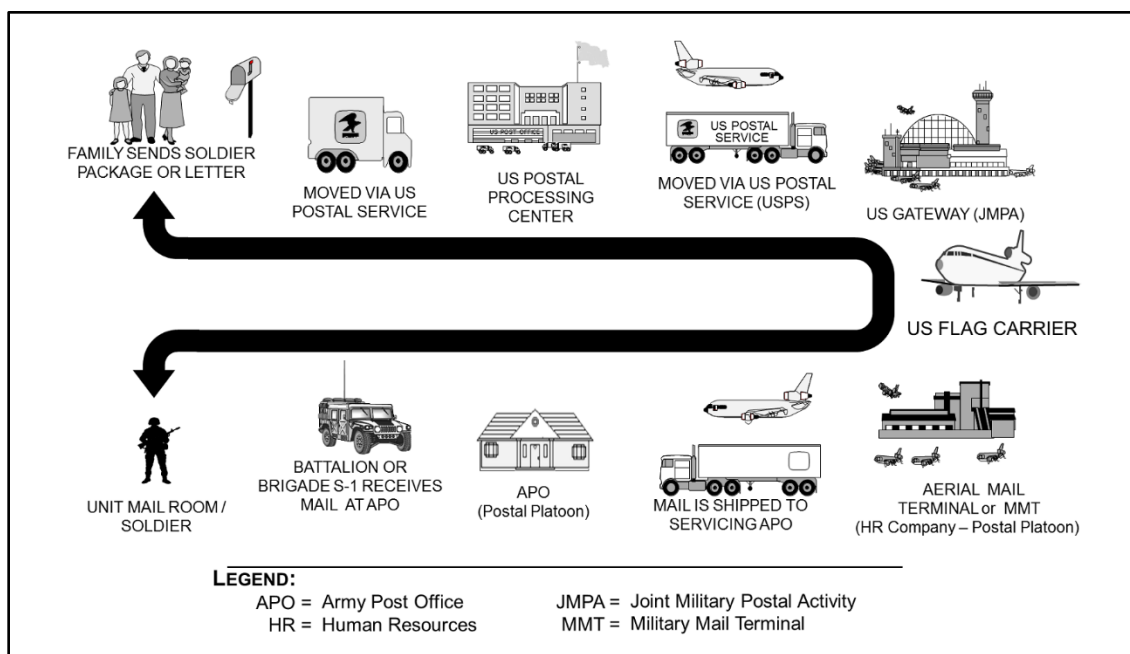 FAMILY SENDS SOLDIER
PACKAGE OR LETTER
MOVED VIA US
POSTAL SERVICE
US POST OFFICE
US POSTAL
PROCESSING
CENTER
US POSTAL
SERVICE
MOVED VIA US POSTAL
SERVICE (USPS)
US GATEWAY (JMPA)
US FLAG CARRIER
UNIT MAIL ROOM /
SOLDIER
BATTALION OR
BRIGADE S-1 RECEIVES
MAIL AT APO
APO
(Postal Platoon)
MAIL IS SHIPPED TO
SERVICING APO
AERIAL MAIL
TERMINAL or MMT
(HR Company – Postal Platoon)
LEGEND:
APO = Army Post Office
HR = Human Resources
JMPA = Joint Military Postal Activity
MMT = Military Mail Terminal